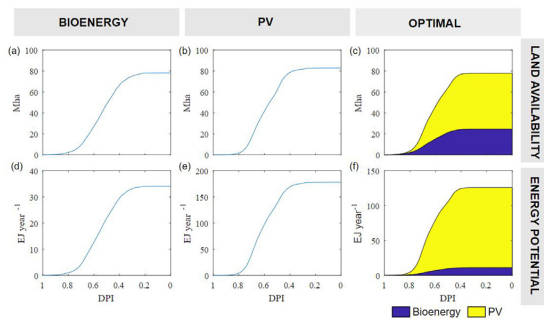 BIOENERGY
PV
OPTIMAL
(a)
100
80
60
40
20
0
Mha
(b)
100
80
60
40
20
0
Mha
(c)
100
80
60
40
20
0
Mha
LAND AVAILABILITY
1 0.8 0.6 0.4 0.2 0
1 0.8 0.6 0.4 0.2 0
1 0.8 0.6 0.4 0.2 0
(d)
40
30
20
10
0
EJ year -1
1 0.8 0.6 0.4 0.2 0
DPI
(e)
200
150
100
50
0
EJ year -1
1 0.8 0.6 0.4 0.2 0
DPI
(f)
150
100
50
0
EJ year-1
1 0.8 0.6 0.4 0.2 0
DPI
ENERGY POTENTIAL
Bioenergy PV